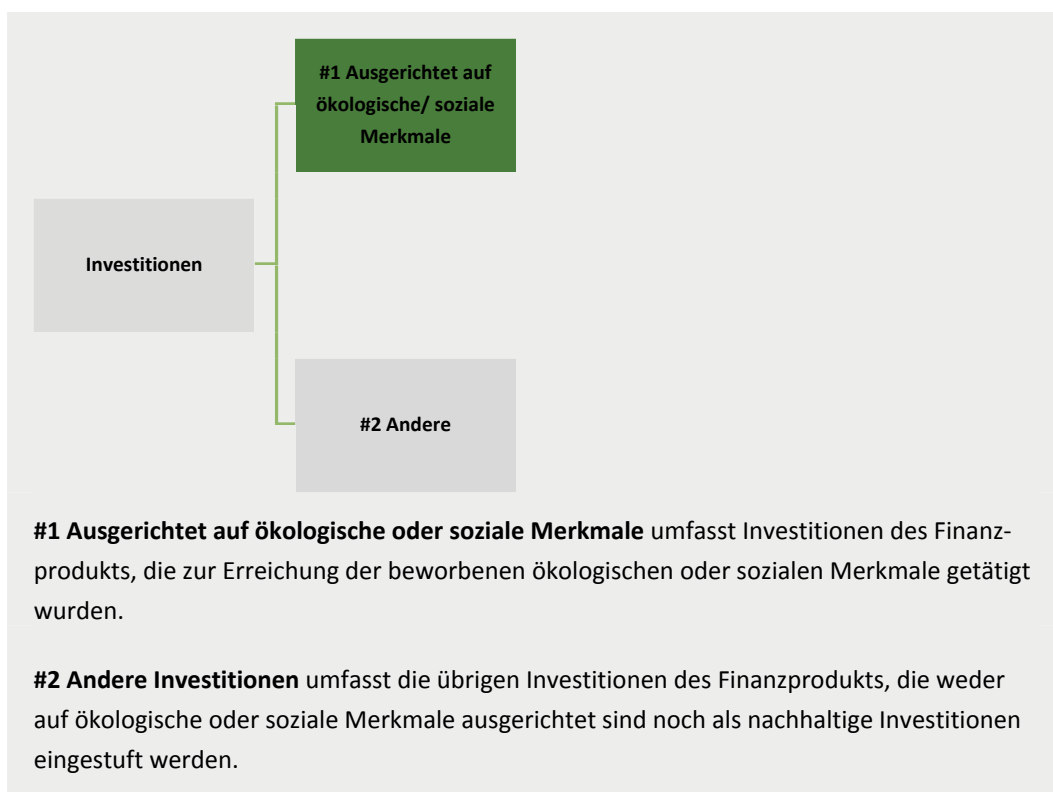 #1 Ausgerichtet auf
ökologische/ soziale
Merkmale
Investitionen
#2 Andere
#1 Ausgerichtet auf ökologische oder soziale Merkmale umfasst Investitionen des Finanz-
produkts, die zur Erreichung der beworbenen ökologischen oder sozialen Merkmale getätigt
wurden.
#2 Andere Investitionen umfasst die übrigen Investitionen des Finanzprodukts, die weder
auf ökologische oder soziale Merkmale ausgerichtet sind noch als nachhaltige Investitionen
eingestuft werden.